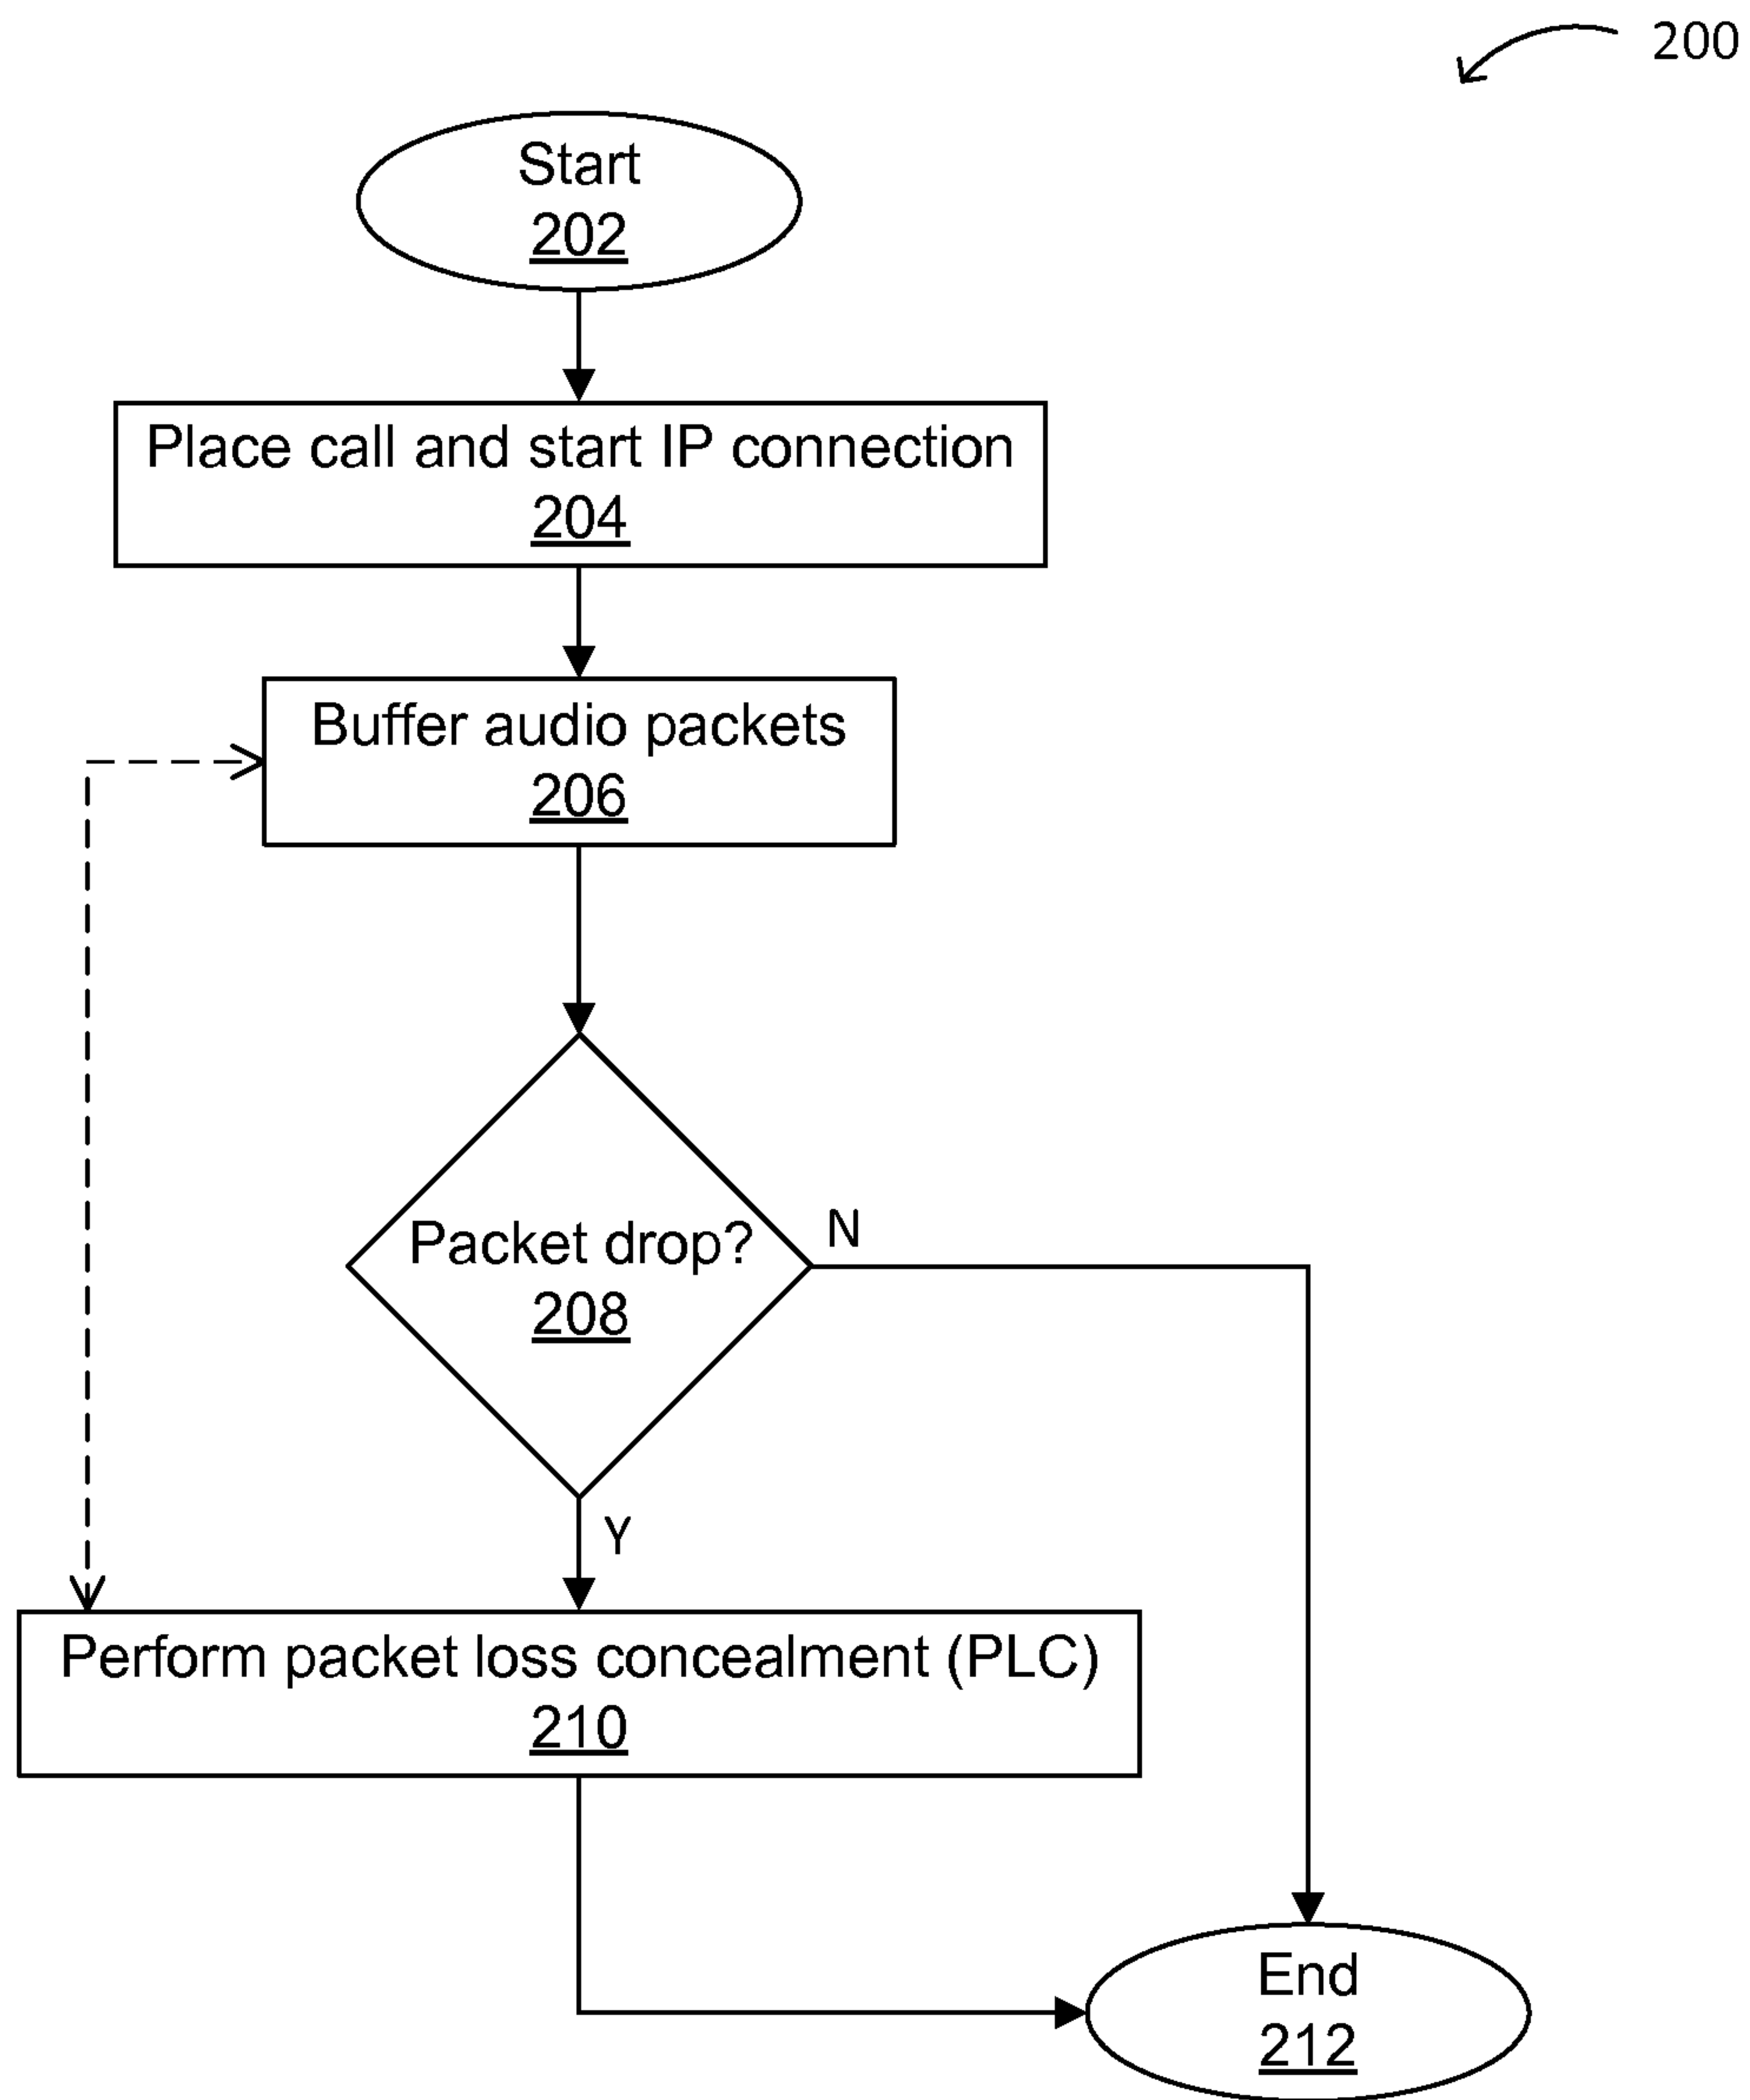 200
Start
202
Place call and start IP connection
204
Buffer audio packets
206
Packet drop?
208
N
Y
Perform packet loss concealment (PLC)
210
End
212